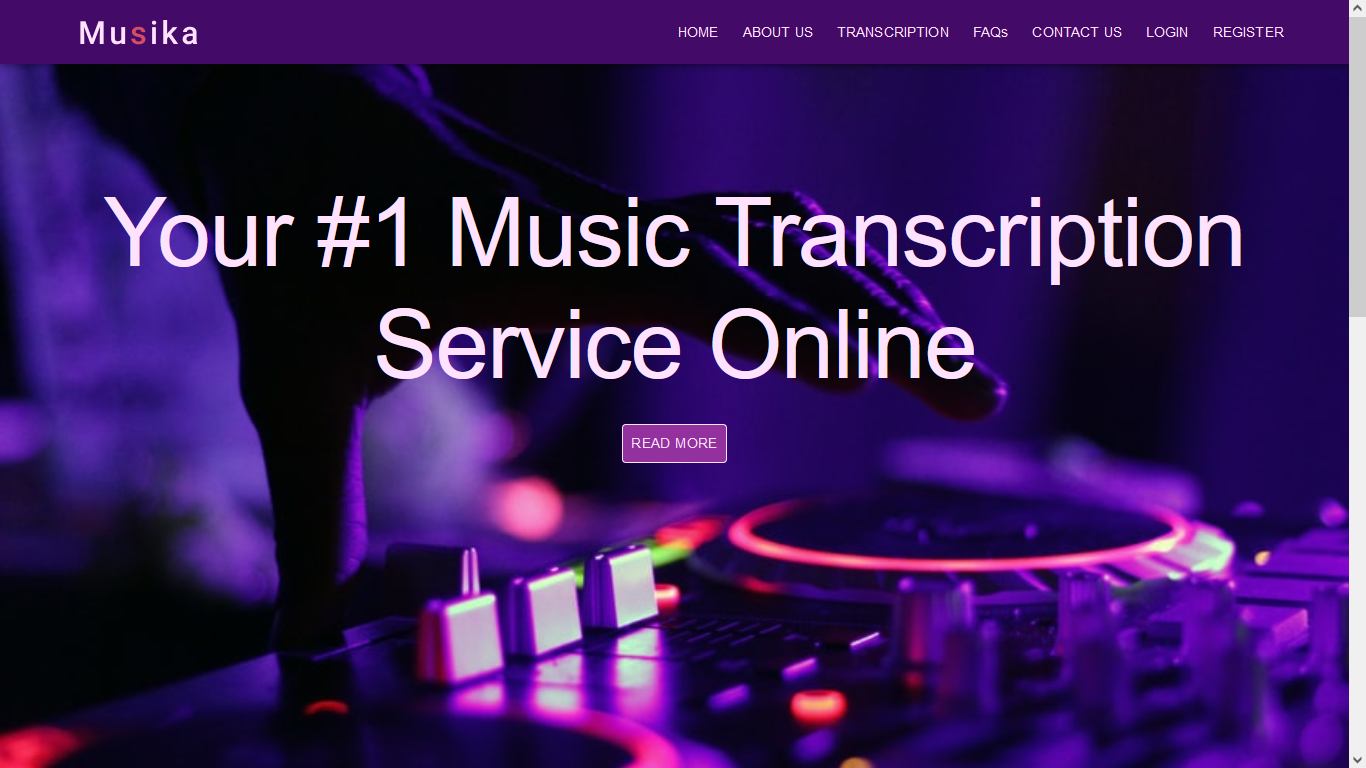 Musika
HOME ABOUT US TRANSCRIPTION FAQs CONTACT US LOGIN REGISTER
Your #1 Music Transcription
Service Online
READ MORE